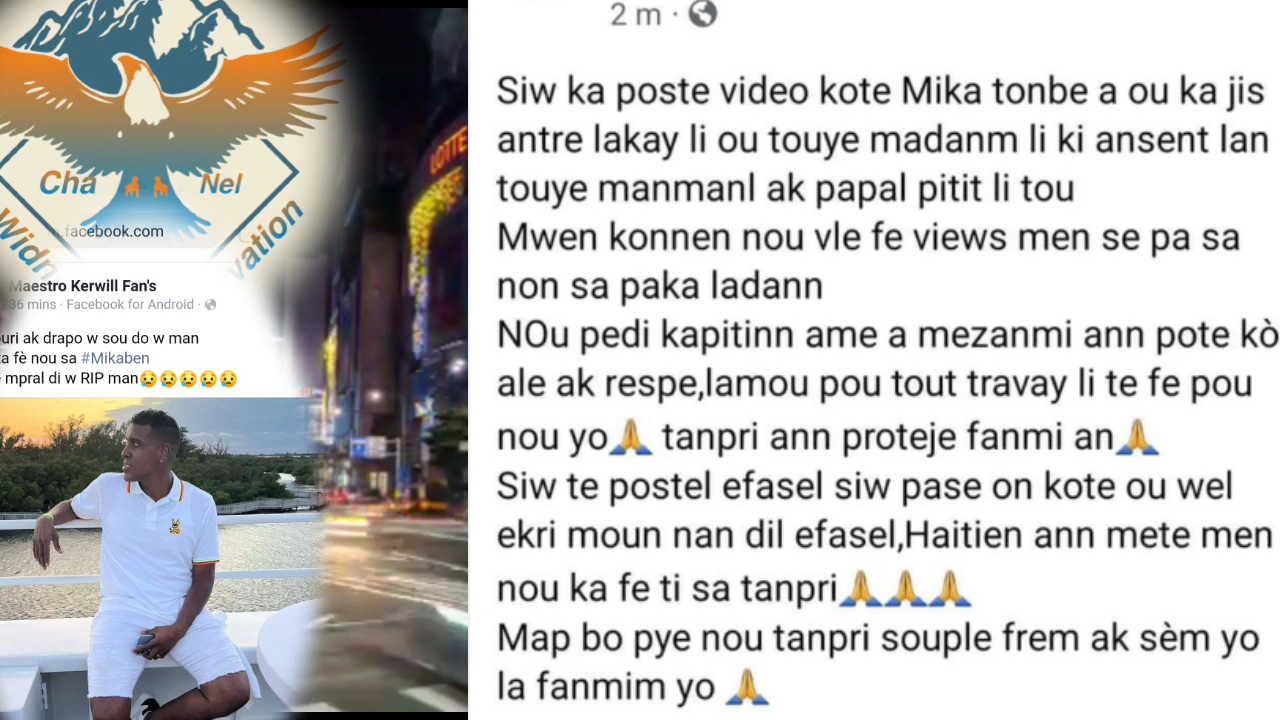 Cha Nel
Widn vation
facebook.com
Maestro Kerwill Fan's
36 mins · Facebook for Android ·
uri ak drapo w sou do w man
ta fè nou sa #Mikaben
mpral di w RIP man😢😢😢😢😢
LOTTE
2 m ·
Siw ka poste video kote Mika tonbe a ou ka jis
antre lakay li ou touye madanm li ki ansent lan
touye manmanl ak papal pitit li tou
Mwen konnen nou vle fe views men se pa sa
non sa paka ladann
NOu pedi kapitinn ame a mezanmi ann pote kò
ale ak respe,lamou pou tout travay li te fe pou
nou yo🙏 tanpri ann proteje fanmi an🙏
Siw te postel efasel siw pase on kote ou wel
ekri moun nan dil efasel,Haitien ann mete men
nou ka fe ti sa tanpri🙏🙏🙏
Map bo pye nou tanpri souple frem ak sèm yo
la fanmim yo 🙏